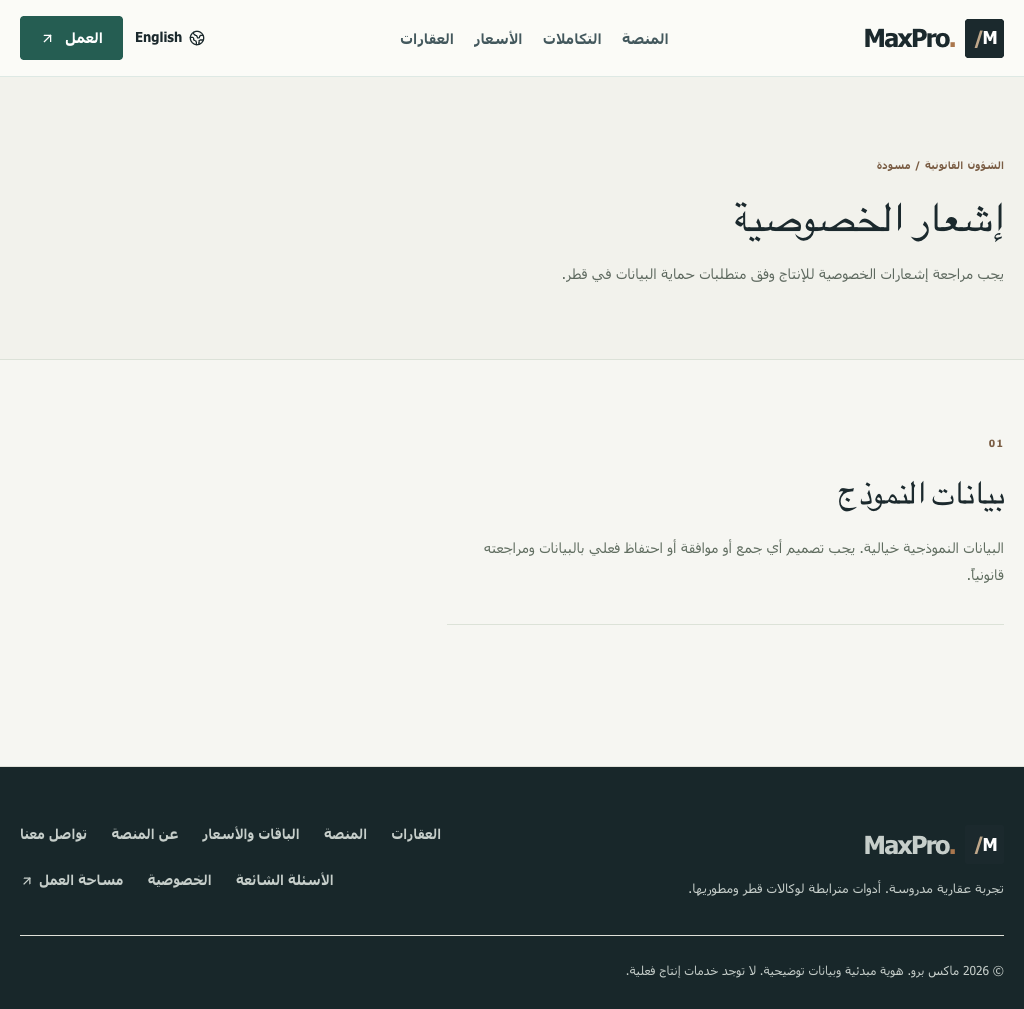 M/ MaxPro.
المنصة التكاملات الأسعار العقارات
English
العمل
الشؤون القانونية / مسودة
إشعار الخصوصية
يجب مراجعة إشعارات الخصوصية للإنتاج وفق متطلبات حماية البيانات في قطر.
01
بيانات النموذج
البيانات النموذجية خيالية. يجب تصميم أي جمع أو موافقة أو احتفاظ فعلي بالبيانات ومراجعته
قانونياً.
M/ MaxPro.
تجربة عقارية مدروسة. أدوات مترابطة لوكالات قطر ومطوريها.
العقارات المنصة الباقات والأسعار عن المنصة تواصل معنا
الأسئلة الشائعة الخصوصية مساحة العمل
© 2026 ماكس برو. هوية مبدئية وبيانات توضيحية. لا توجد خدمات إنتاج فعلية.